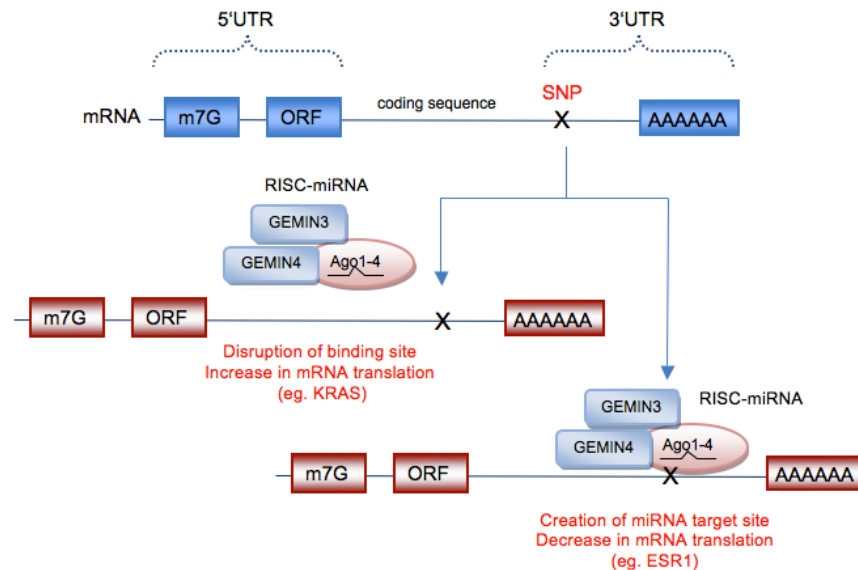 5'UTR
3'UTR
SNP
mRNA
m7G
ORF
coding sequence
X
AAAAAA
RISC-miRNA
GEMIN3
GEMIN4
Ago1-4
m7G
ORF
X
AAAAAA
Disruption of binding site
Increase in mRNA translation
(eg. KRAS)
GEMIN3
RISC-miRNA
GEMIN4
Ago1-4
m7G
ORF
X
AAAAAA
Creation of miRNA target site
Decrease in mRNA translation
(eg. ESR1)